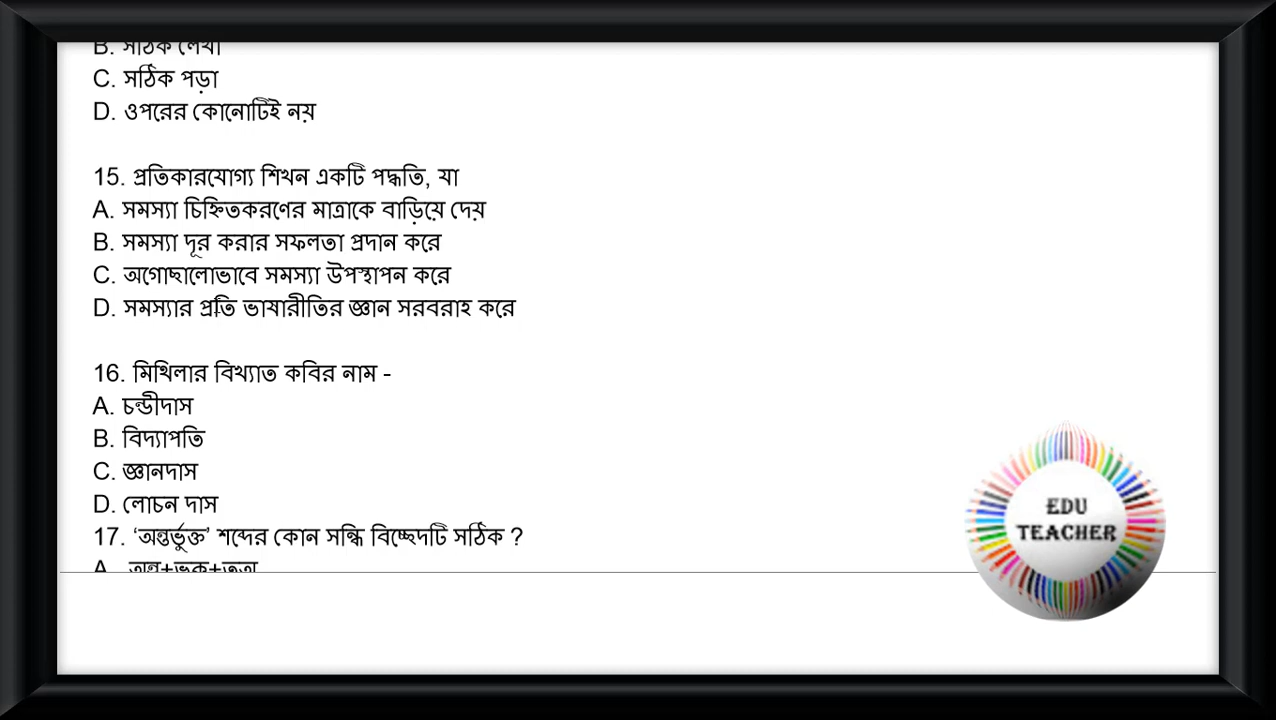 B. সঠিক লেখা
C. সঠিক পড়া
D. ওপরের কোনোটিই নয়
15. প্রতিকারযোগ্য শিখন একটি পদ্ধতি, যা
A. সমস্যা চিহ্নিতকরণের মাত্রাকে বাড়িয়ে দেয়
B. সমস্যা দূর করার সফলতা প্রদান করে
C. অগোছালোভাবে সমস্যা উপস্থাপন করে
D. সমস্যার প্রতি ভাষারীতির জ্ঞান সরবরাহ করে
16. মিথিলার বিখ্যাত কবির নাম -
A. চন্ডীদাস
B. বিদ্যাপতি
C. জ্ঞানদাস
D. লোচন দাস
17. ‘অন্তর্ভুক্ত’ শব্দের কোন সন্ধি বিচ্ছেদটি সঠিক ?
A.
EDU
TEACHER